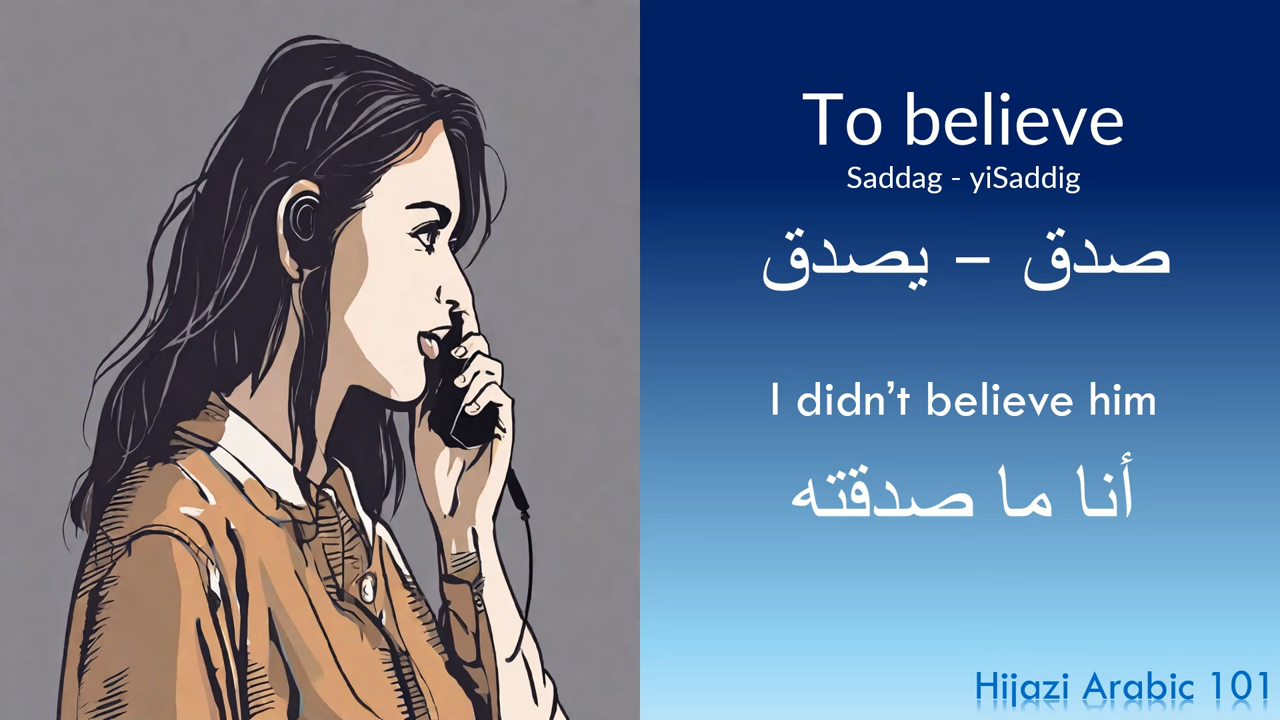 To believe
Saddag - yiSaddig
صدق – يصدق
I didn’t believe him
أنا ما صدقته
Hijazi Arabic 101